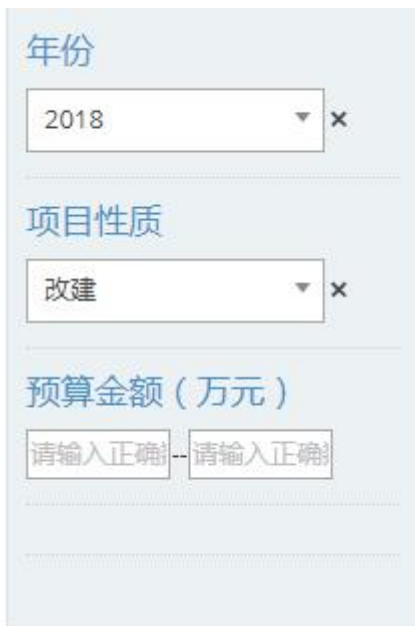 年份
2018
×
项目性质
改建
×
预算金额（万元）
请输入正确--请输入正确